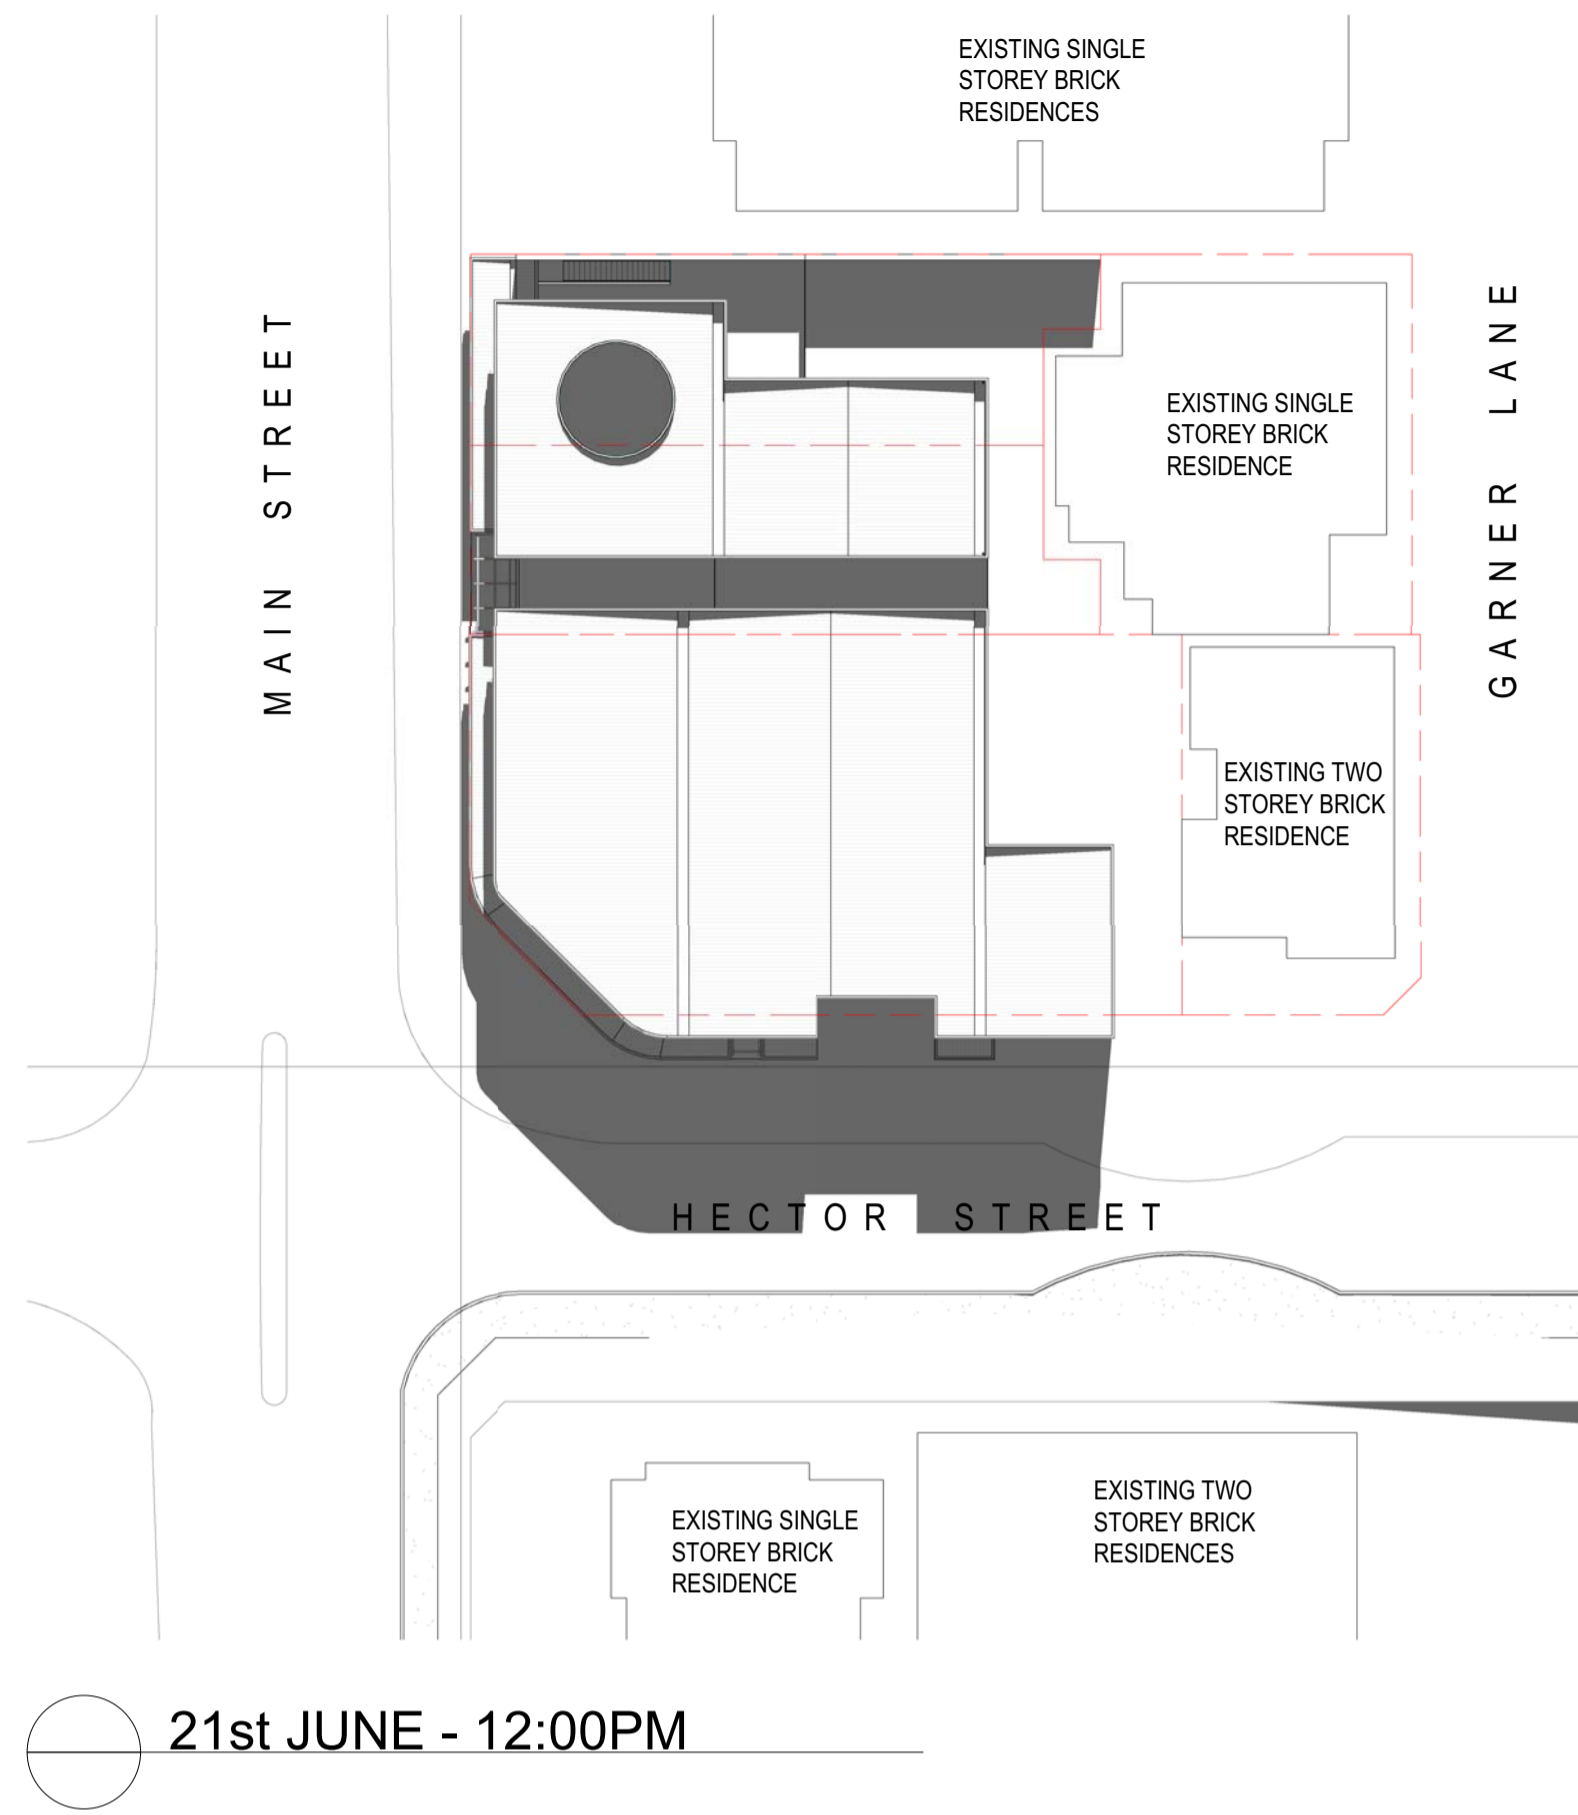 EXISTING SINGLE
STOREY BRICK
RESIDENCES
MAIN STREET
GARNER LANE
EXISTING SINGLE
STOREY BRICK
RESIDENCE
EXISTING TWO
STOREY BRICK
RESIDENCE
HECTOR STREET
EXISTING SINGLE
STOREY BRICK
RESIDENCE
EXISTING TWO
STOREY BRICK
RESIDENCES
21st JUNE - 12:00PM